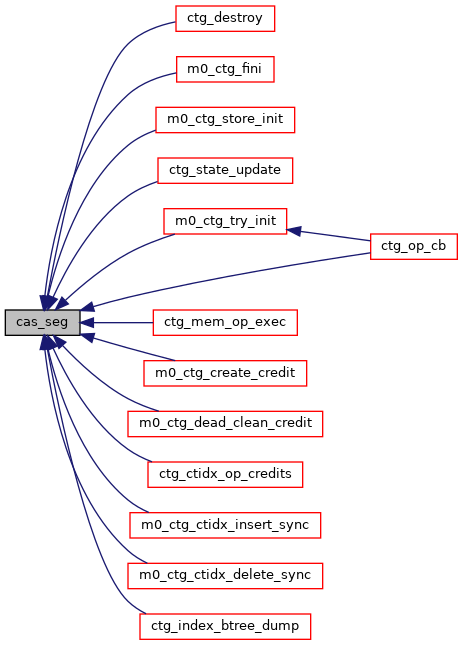 ctg_destroy
m0_ctg_fini
m0_ctg_store_init
ctg_state_update
m0_ctg_try_init
ctg_op_cb
cas_seg
ctg_mem_op_exec
m0_ctg_create_credit
m0_ctg_dead_clean_credit
ctg_ctidx_op_credits
m0_ctg_ctidx_insert_sync
m0_ctg_ctidx_delete_sync
ctg_index_btree_dump